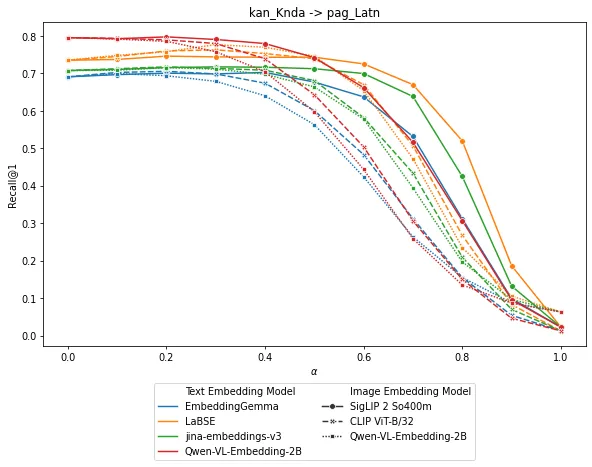 kan_Knda -> pag_Latn
Recall@1
0.8
0.7
0.6
0.5
0.4
0.3
0.2
0.1
0.0
0.0 0.2 0.4 0.6 0.8 1.0
α
Text Embedding Model Image Embedding Model
EmbeddingGemma SigLIP 2 So400m
LaBSE CLIP ViT-B/32
jina-embeddings-v3 Qwen-VL-Embedding-2B
Qwen-VL-Embedding-2B